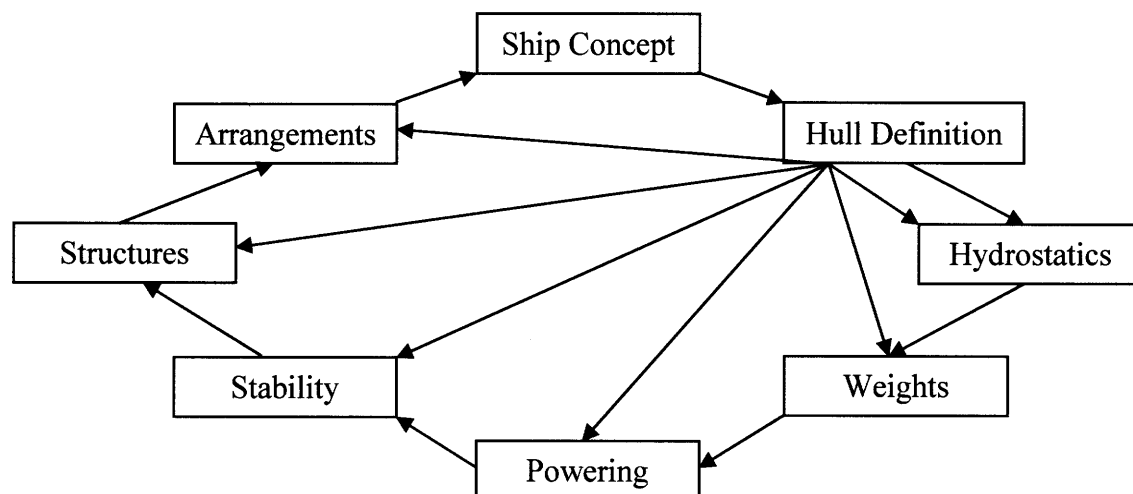 Ship Concept
Arrangements
Hull Definition
Structures
Hydrostatics
Stability
Weights
Powering